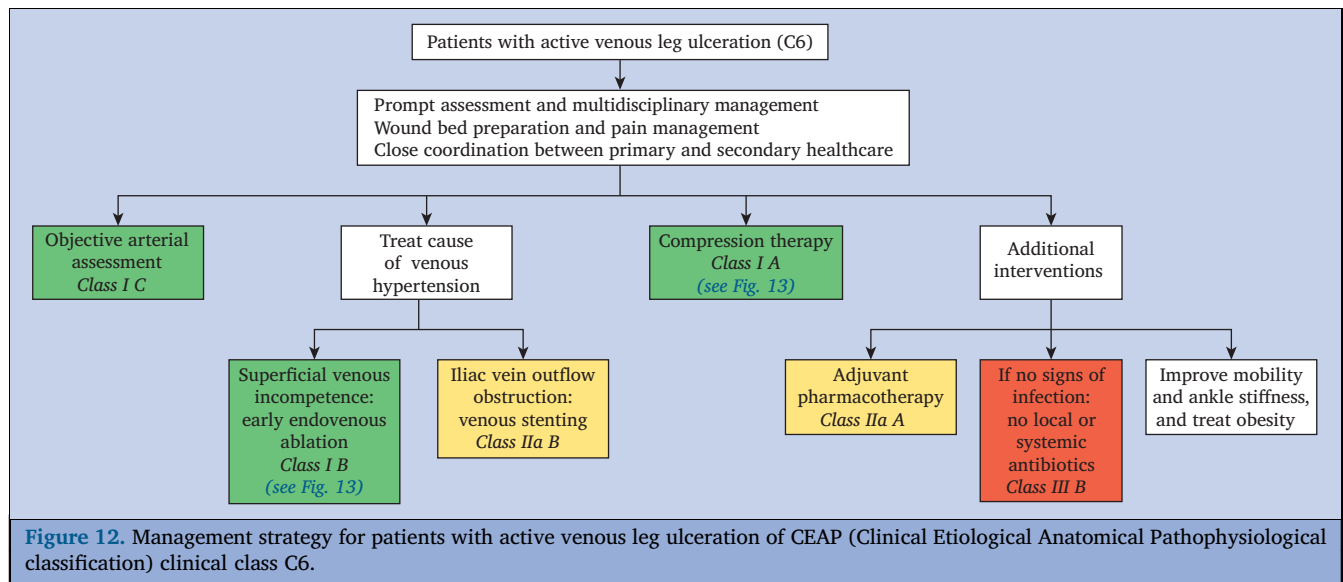 Patients with active venous leg ulceration (C6)
Prompt assessment and multidisciplinary management
Wound bed preparation and pain management
Close coordination between primary and secondary healthcare
Objective arterial
assessment
Class I C
Treat cause
of venous
hypertension
Compression therapy
Class I A
(see Fig. 13)
Additional
interventions
Superficial venous
incompetence:
early endovenous
ablation
Class I B
(see Fig. 13)
Iliac vein outflow
obstruction:
venous stenting
Class IIa B
Adjuvant
pharmacotherapy
Class IIa A
If no signs of
infection:
no local or
systemic
antibiotics
Class III B
Improve mobility
and ankle stiffness,
and treat obesity
Figure 12. Management strategy for patients with active venous leg ulceration of CEAP (Clinical Etiological Anatomical Pathophysiological
classification) clinical class C6.